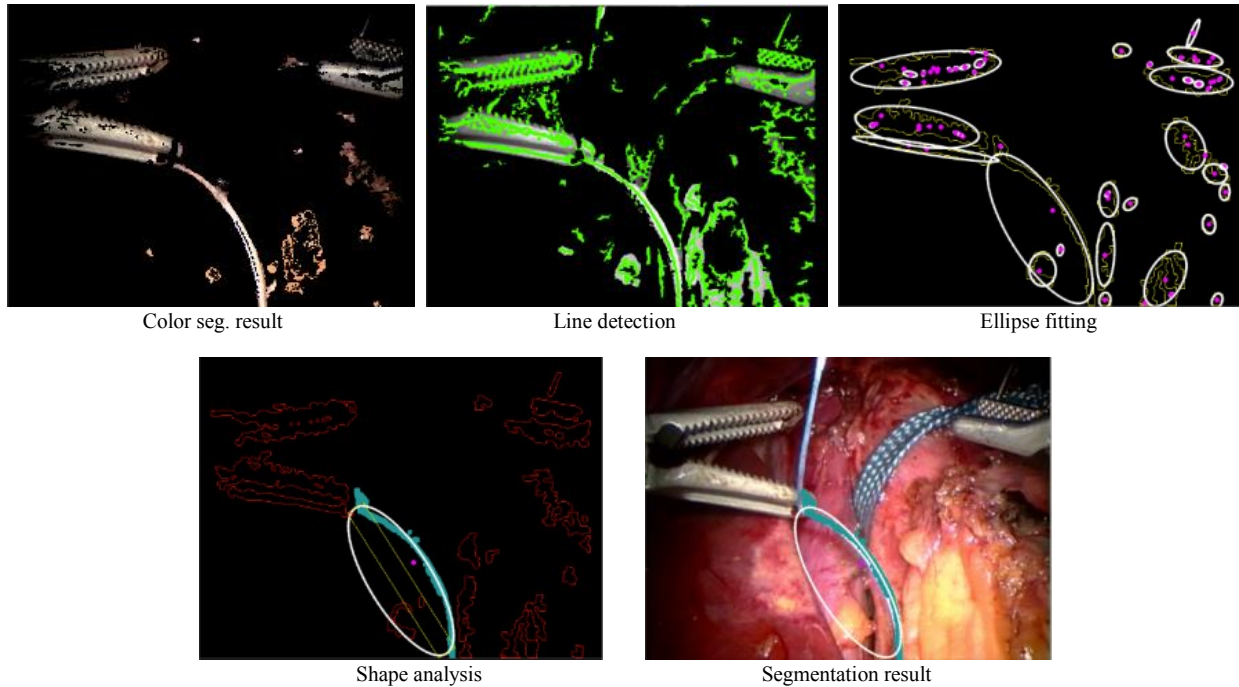 Color seg. result
Line detection
Ellipse fitting
Shape analysis
Segmentation result